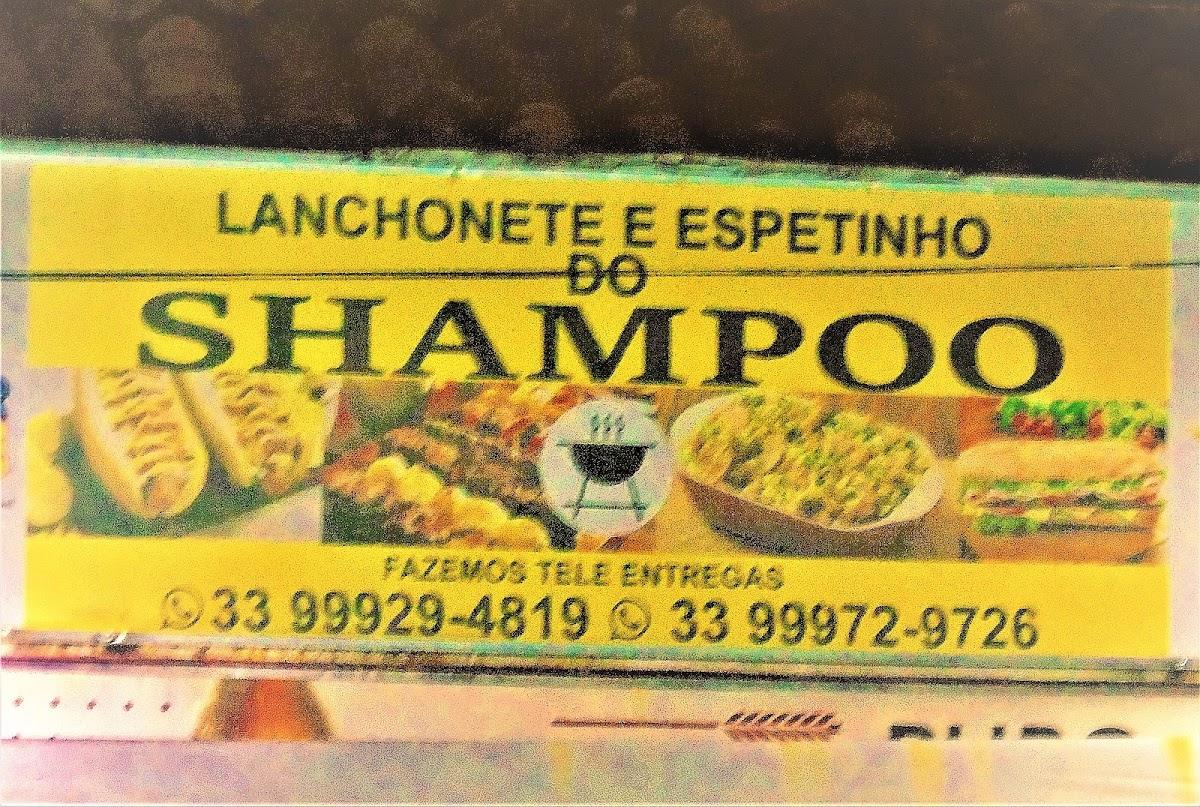 LANCHONETE E ESPETINHO
DO
SHAMPOO
FAZEMOS TELE ENTREGAS
33 99929-4819 33 99972-9726